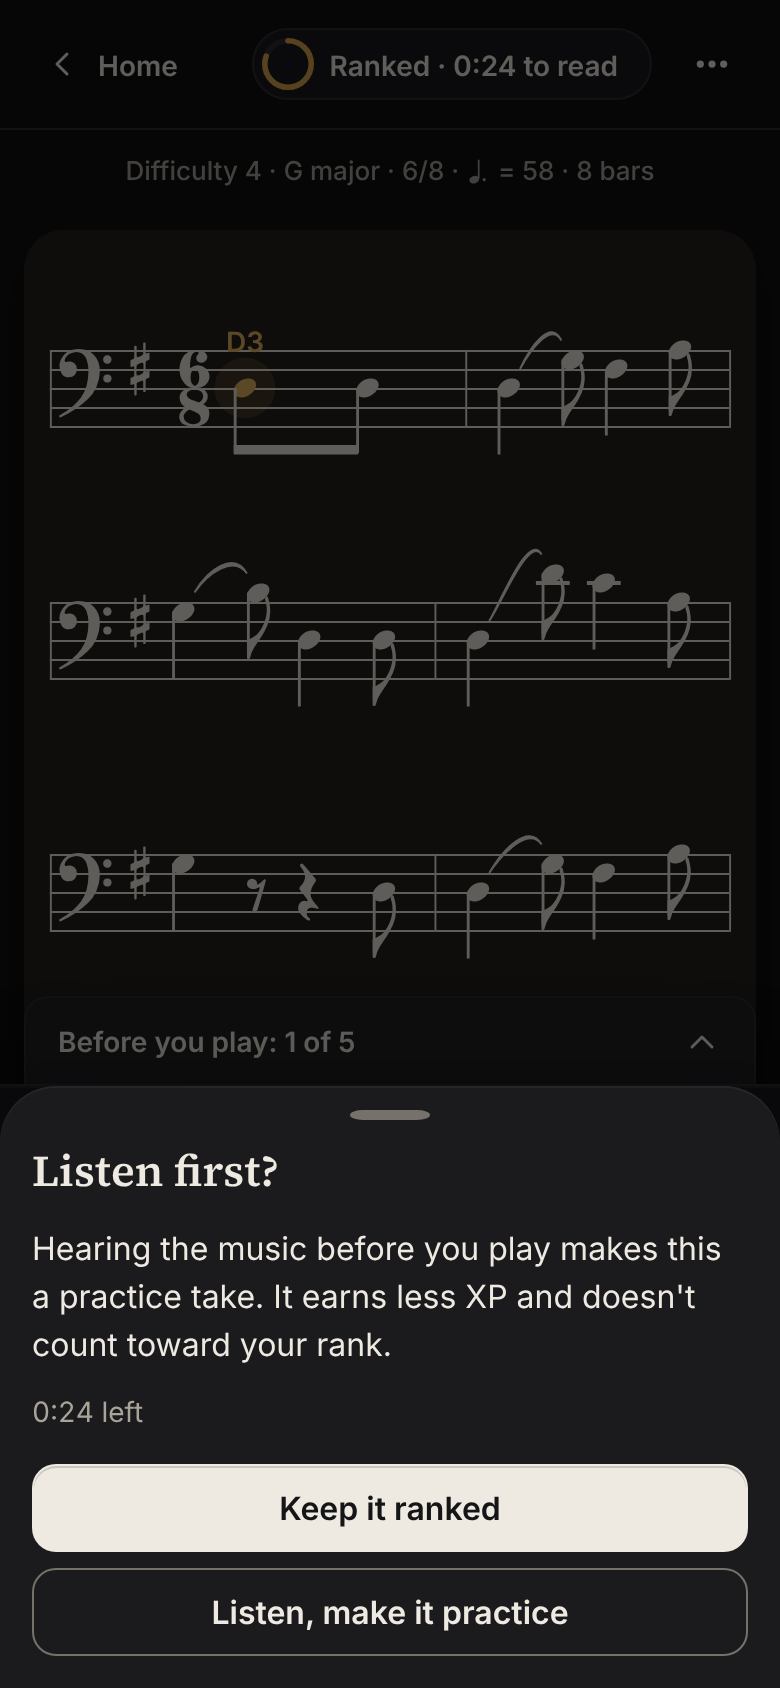 Home
Ranked · 0:24 to read
Difficulty 4 · G major · 6/8 · ♩. = 58 · 8 bars
D3
6
8
Before you play: 1 of 5
Listen first?
Hearing the music before you play makes this
a practice take. It earns less XP and doesn't
count toward your rank.
0:24 left
Keep it ranked
Listen, make it practice